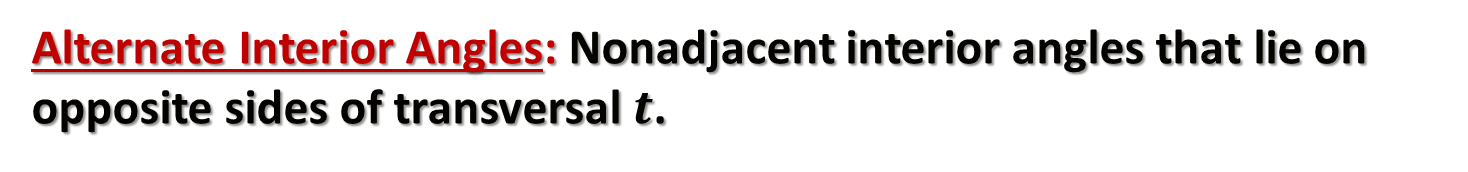 Alternate Interior Angles: Nonadjacent interior angles that lie on
opposite sides of transversal t.